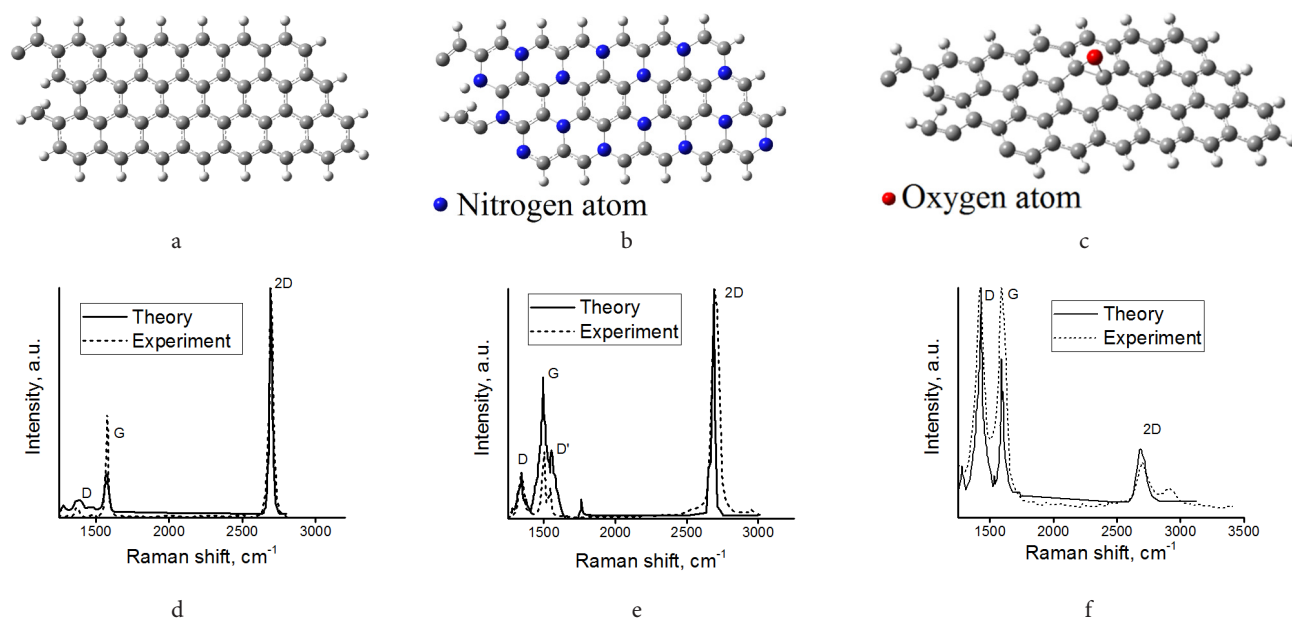 Nitrogen atom
Oxygen atom
a
b
c
2D
Theory
Experiment
G
D
Intensity, a.u.
1500 2000 2500 3000
Raman shift, cm⁻¹
d
2D
Theory
Experiment
G
D
D'
Intensity, a.u.
1500 2000 2500 3000
Raman shift, cm⁻¹
e
D
G
Theory
Experiment
2D
Intensity, a.u.
1500 2000 2500 3000 3500
Raman shift, cm⁻¹
f